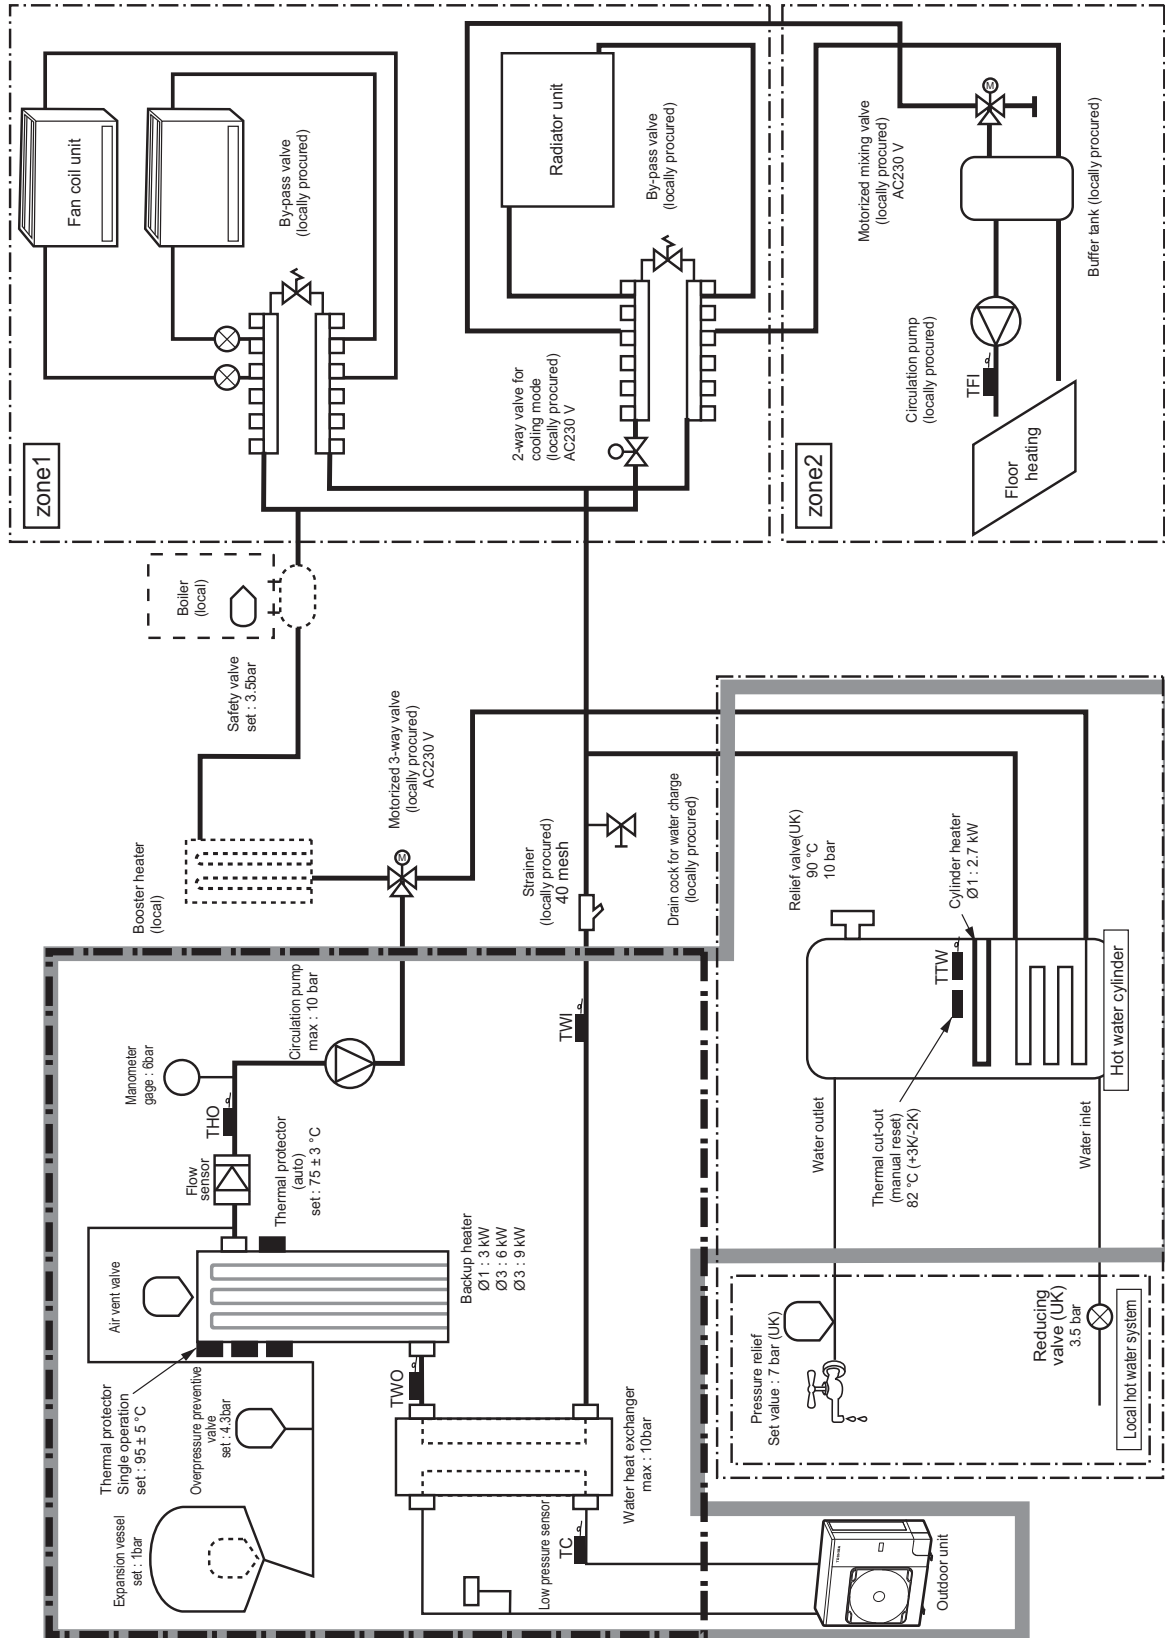 zone1
Fan coil unit
By-pass valve
(locally procured)
Radiator unit
By-pass valve
(locally procured)
2-way valve for
cooling mode
(locally procured)
AC230 V
zone2
Motorized mixing valve
(locally procured)
AC230 V
Buffer tank (locally procured)
Circulation pump
(locally procured)
TFI
Floor
heating
M
Boiler
(local)
Safety valve
set : 3.5bar
Booster heater
(local)
Motorized 3-way valve
(locally procured)
AC230 V
M
Strainer
(locally procured)
40 mesh
Drain cock for water charge
(locally procured)
Manometer
gage : 6bar
Circulation pump
max : 10 bar
THO
Flow
sensor
Thermal protector
(auto)
set : 75 ± 3 °C
TWI
Air vent valve
Backup heater
Ø1 : 3 kW
Ø3 : 6 kW
Ø3 : 9 kW
Thermal protector
Single operation
set : 95 ± 5 °C
Overpressure preventive
valve
set : 4.3bar
Expansion vessel
set : 1bar
TWO
Water heat exchanger
max : 10bar
Low pressure sensor
TC
TOSHIBA
Outdoor unit
Relief valve(UK)
90 °C
10 bar
Cylinder heater
Ø1 : 2.7 kW
TTW
Hot water cylinder
Water outlet
Thermal cut-out
(manual reset)
82 °C (+3K/-2K)
Water inlet
Pressure relief
Set value : 7 bar (UK)
Reducing
valve (UK)
3.5 bar
Local hot water system